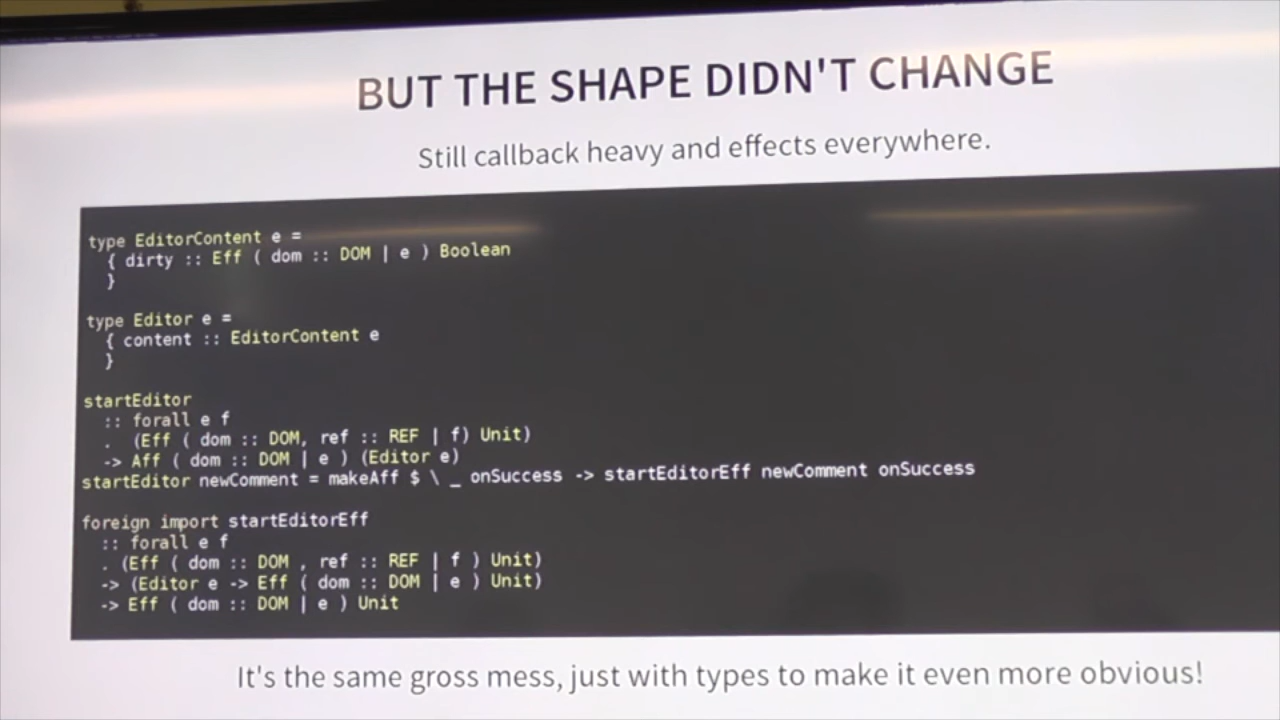 BUT THE SHAPE DIDN'T CHANGE
Still callback heavy and effects everywhere.
type EditorContent e =
{ dirty :: Eff ( dom :: DOM | e ) Boolean
}
type Editor e =
{ content :: EditorContent e
}
startEditor
:: forall e f
. (Eff ( dom :: DOM, ref :: REF | f) Unit)
-> Aff ( dom :: DOM | e ) (Editor e)
startEditor newComment = makeAff $ \ _ onSuccess -> startEditorEff newComment onSuccess
foreign import startEditorEff
:: forall e f
. (Eff ( dom :: DOM , ref :: REF | f ) Unit)
-> (Editor e -> Eff ( dom :: DOM | e ) Unit)
-> Eff ( dom :: DOM | e ) Unit
It's the same gross mess, just with types to make it even more obvious!